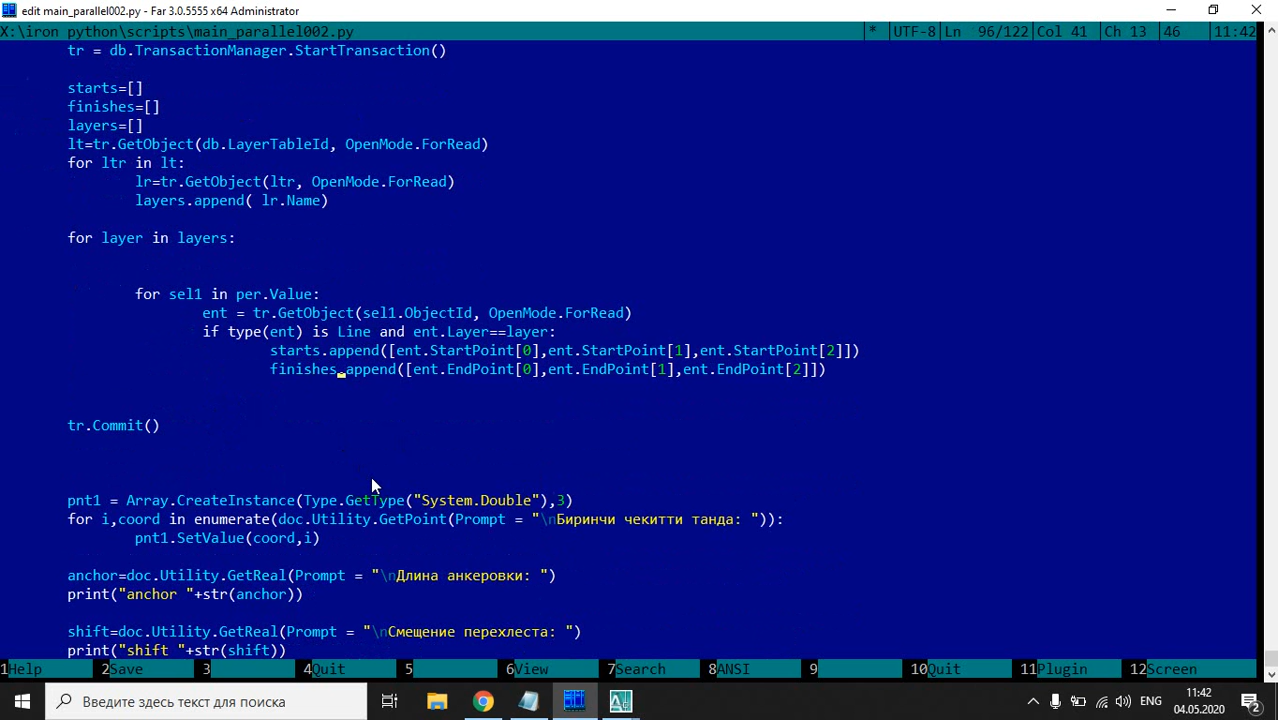 edit main_parallel002.py - Far 3.0.5555 x64 Administrator
X:\iron python\scripts\main_parallel002.py * UTF-8 Ln 96/122 Col 41 Ch 13 46 11:42
tr = db.TransactionManager.StartTransaction()
starts=[]
finishes=[]
layers=[]
lt=tr.GetObject(db.LayerTableId, OpenMode.ForRead)
for ltr in lt:
lr=tr.GetObject(ltr, OpenMode.ForRead)
layers.append( lr.Name)
for layer in layers:
for sel1 in per.Value:
ent = tr.GetObject(sel1.ObjectId, OpenMode.ForRead)
if type(ent) is Line and ent.Layer==layer:
starts.append([ent.StartPoint[0],ent.StartPoint[1],ent.StartPoint[2]])
finishes.append([ent.EndPoint[0],ent.EndPoint[1],ent.EndPoint[2]])
tr.Commit()
pnt1 = Array.CreateInstance(Type.GetType("System.Double"),3)
for i,coord in enumerate(doc.Utility.GetPoint(Prompt = "\nБиринчи чекитти танда: ")):
pnt1.SetValue(coord,i)
anchor=doc.Utility.GetReal(Prompt = "\nДлина анкеровки: ")
print("anchor "+str(anchor))
shift=doc.Utility.GetReal(Prompt = "\nСмещение перехлеста: ")
print("shift "+str(shift))
1Help 2Save 3 4Quit 5 6View 7Search 8ANSI 9 10Quit 11Plugin 12Screen
Введите здесь текст для поиска
ENG
11:42
04.05.2020
2